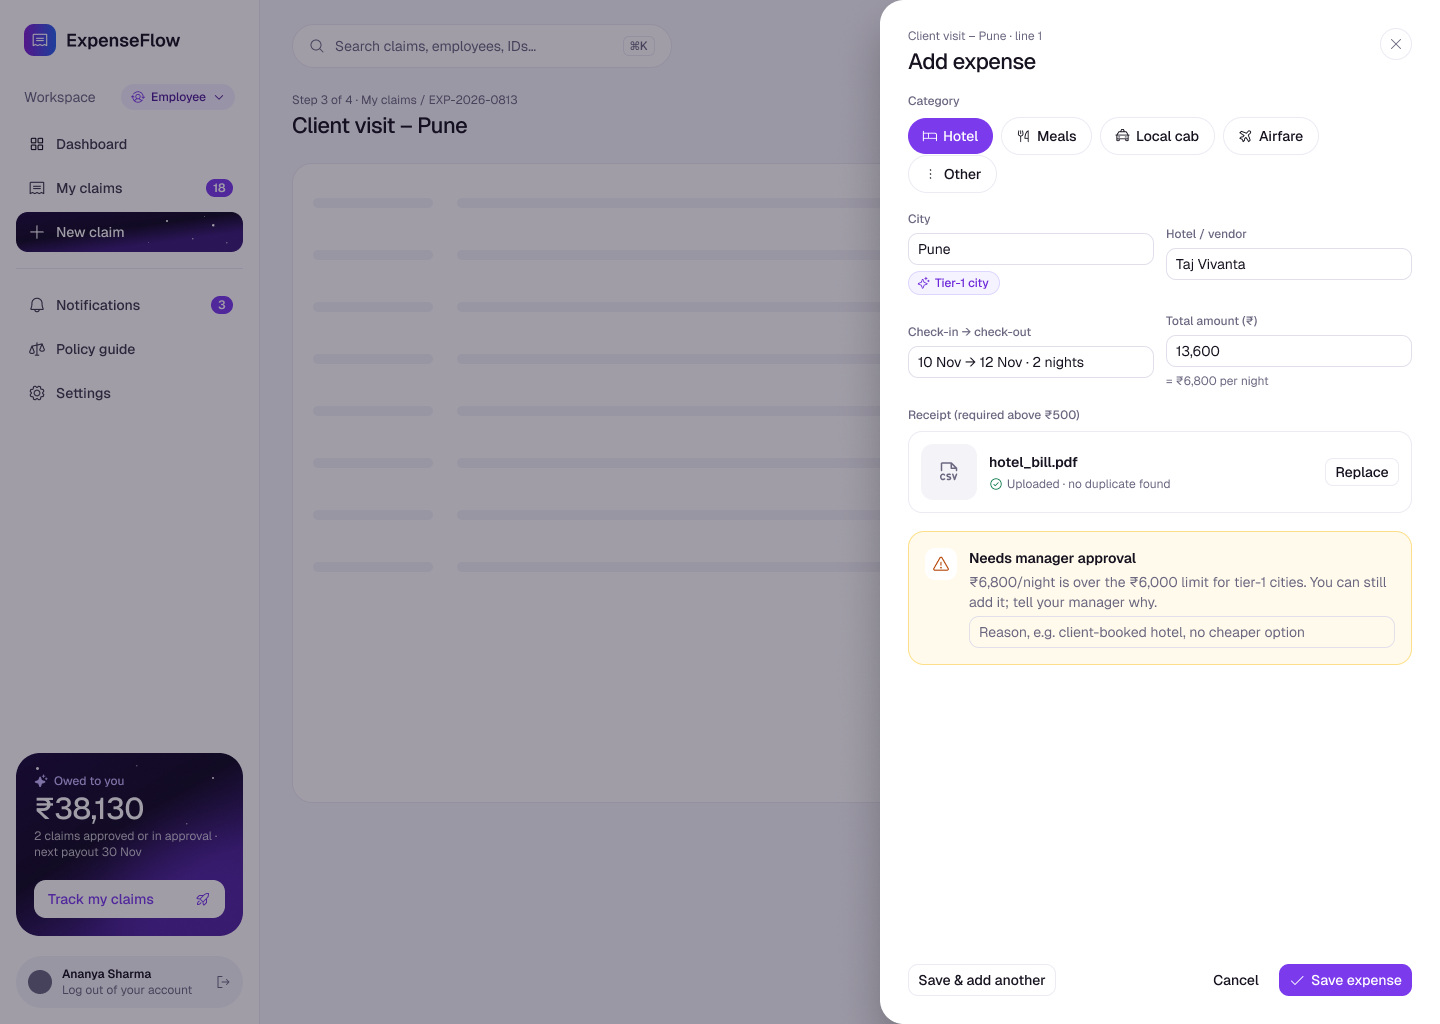 ExpenseFlow
Workspace
Employee
Dashboard
My claims
18
New claim
Notifications
3
Policy guide
Settings
Owed to you
₹38,130
2 claims approved or in approval ·
next payout 30 Nov
Track my claims
Ananya Sharma
Log out of your account
Search claims, employees, IDs...
⌘K
Step 3 of 4 · My claims / EXP-2026-0813
Client visit – Pune
Client visit – Pune · line 1
Add expense
Category
Hotel
Meals
Local cab
Airfare
Other
City
Pune
Tier-1 city
Hotel / vendor
Taj Vivanta
Check-in → check-out
10 Nov → 12 Nov · 2 nights
Total amount (₹)
13,600
= ₹6,800 per night
Receipt (required above ₹500)
CSV
hotel_bill.pdf
Uploaded · no duplicate found
Replace
Needs manager approval
₹6,800/night is over the ₹6,000 limit for tier-1 cities. You can still
add it; tell your manager why.
Reason, e.g. client-booked hotel, no cheaper option
Save & add another
Cancel
Save expense